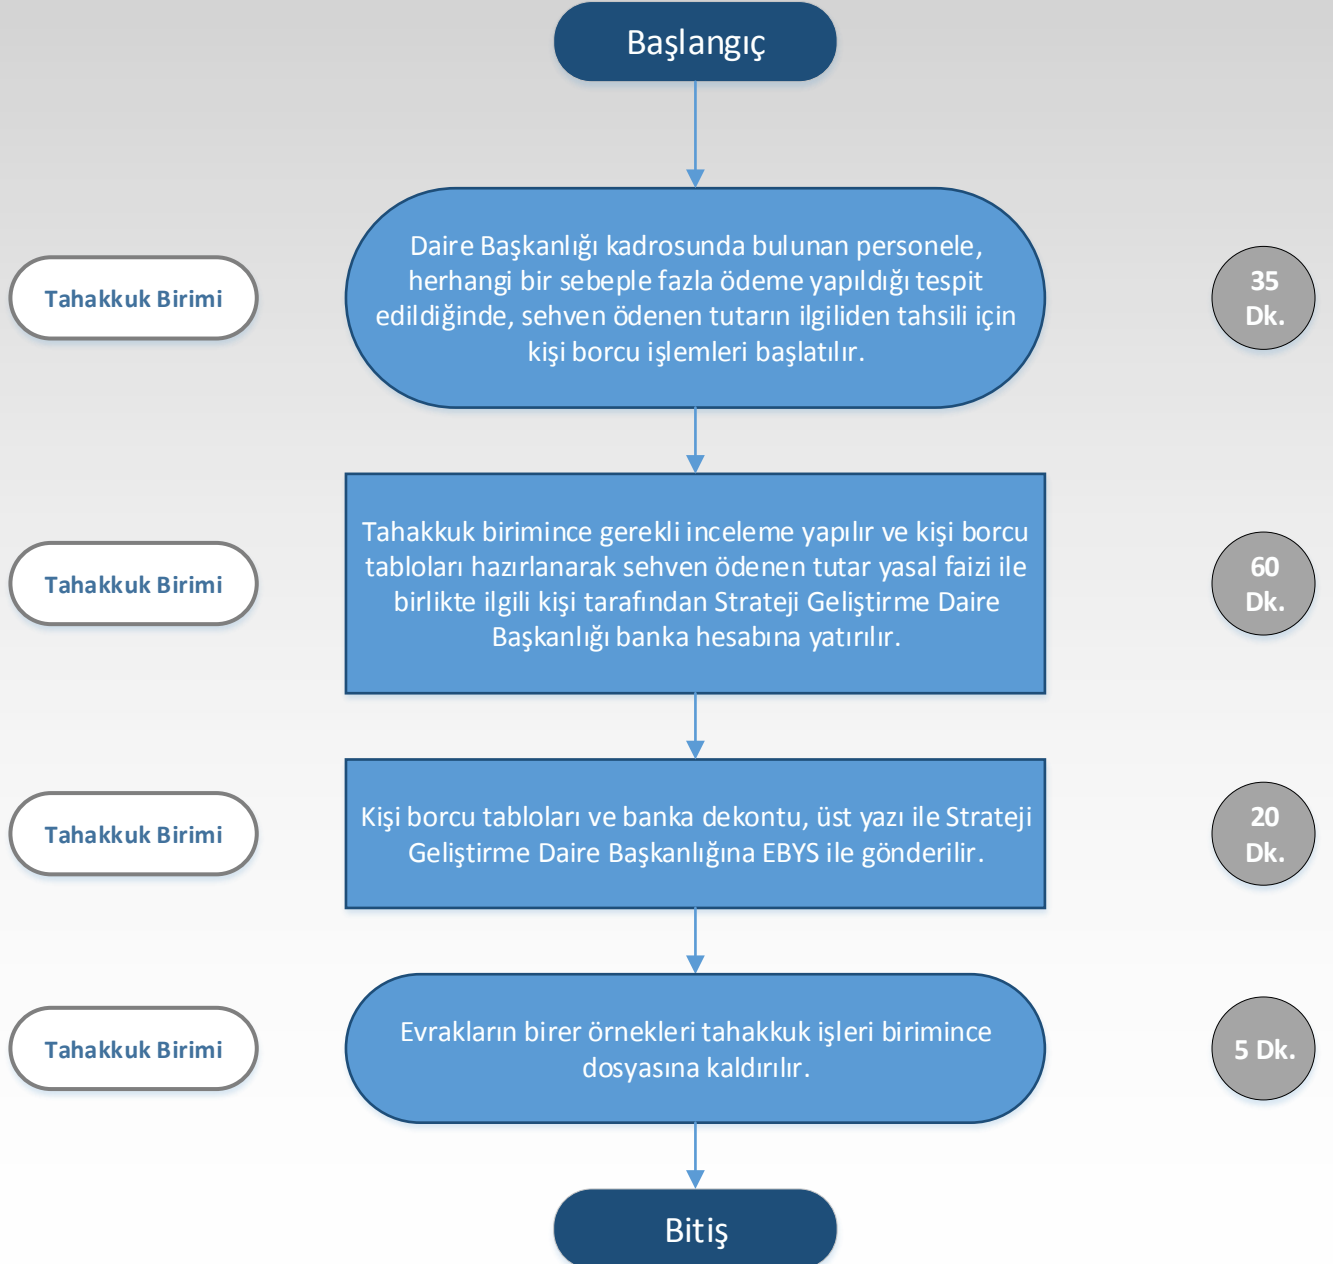 Başlangıç
Tahakkuk Birimi
Daire Başkanlığı kadrosunda bulunan personele,
herhangi bir sebeple fazla ödeme yapıldığı tespit
edildiğinde, sehven ödenen tutarın ilgiliden tahsili için
kişi borcu işlemleri başlatılır.
35
Dk.
Tahakkuk Birimi
Tahakkuk birimince gerekli inceleme yapılır ve kişi borcu
tabloları hazırlanarak sehven ödenen tutar yasal faizi ile
birlikte ilgili kişi tarafından Strateji Geliştirme Daire
Başkanlığı banka hesabına yatırılır.
60
Dk.
Tahakkuk Birimi
Kişi borcu tabloları ve banka dekontu, üst yazı ile Strateji
Geliştirme Daire Başkanlığına EBYS ile gönderilir.
20
Dk.
Tahakkuk Birimi
Evrakların birer örnekleri tahakkuk işleri birimince
dosyasına kaldırılır.
5 Dk.
Bitiş